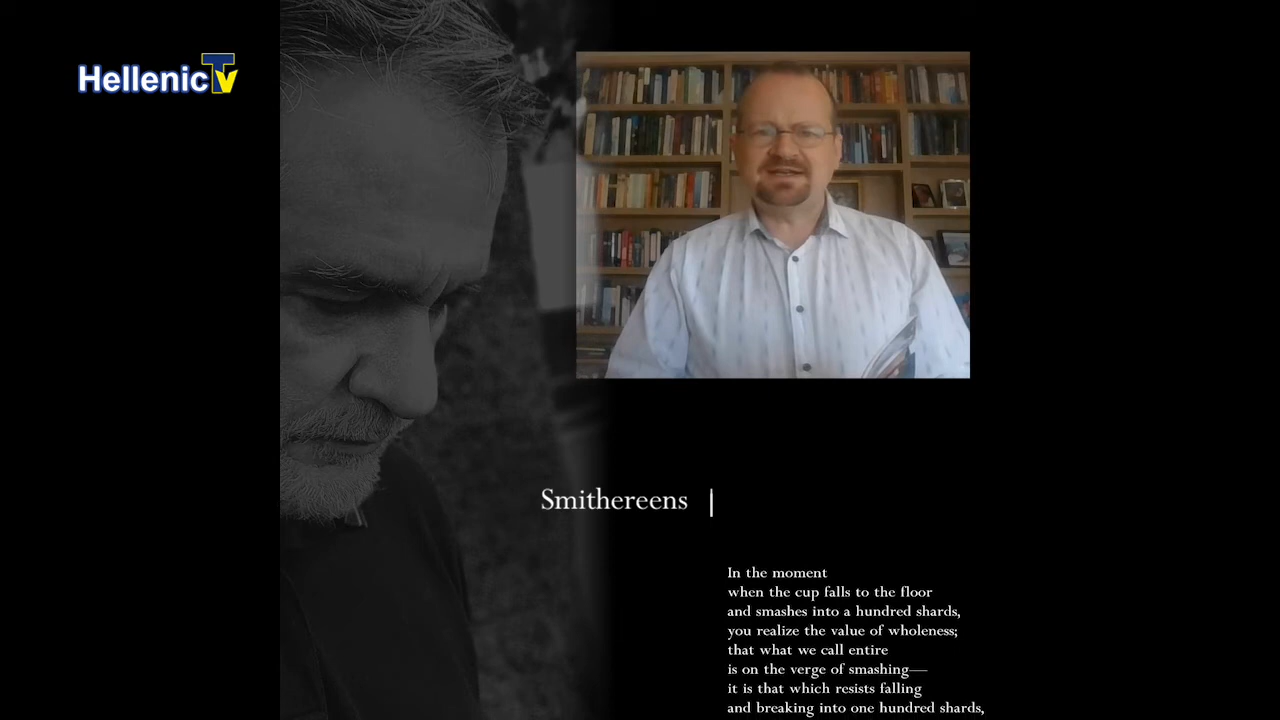 HellenicTv
Smithereens |
In the moment
when the cup falls to the floor
and smashes into a hundred shards,
you realize the value of wholeness;
that what we call entire
is on the verge of smashing—
it is that which resists falling
and breaking into one hundred shards,